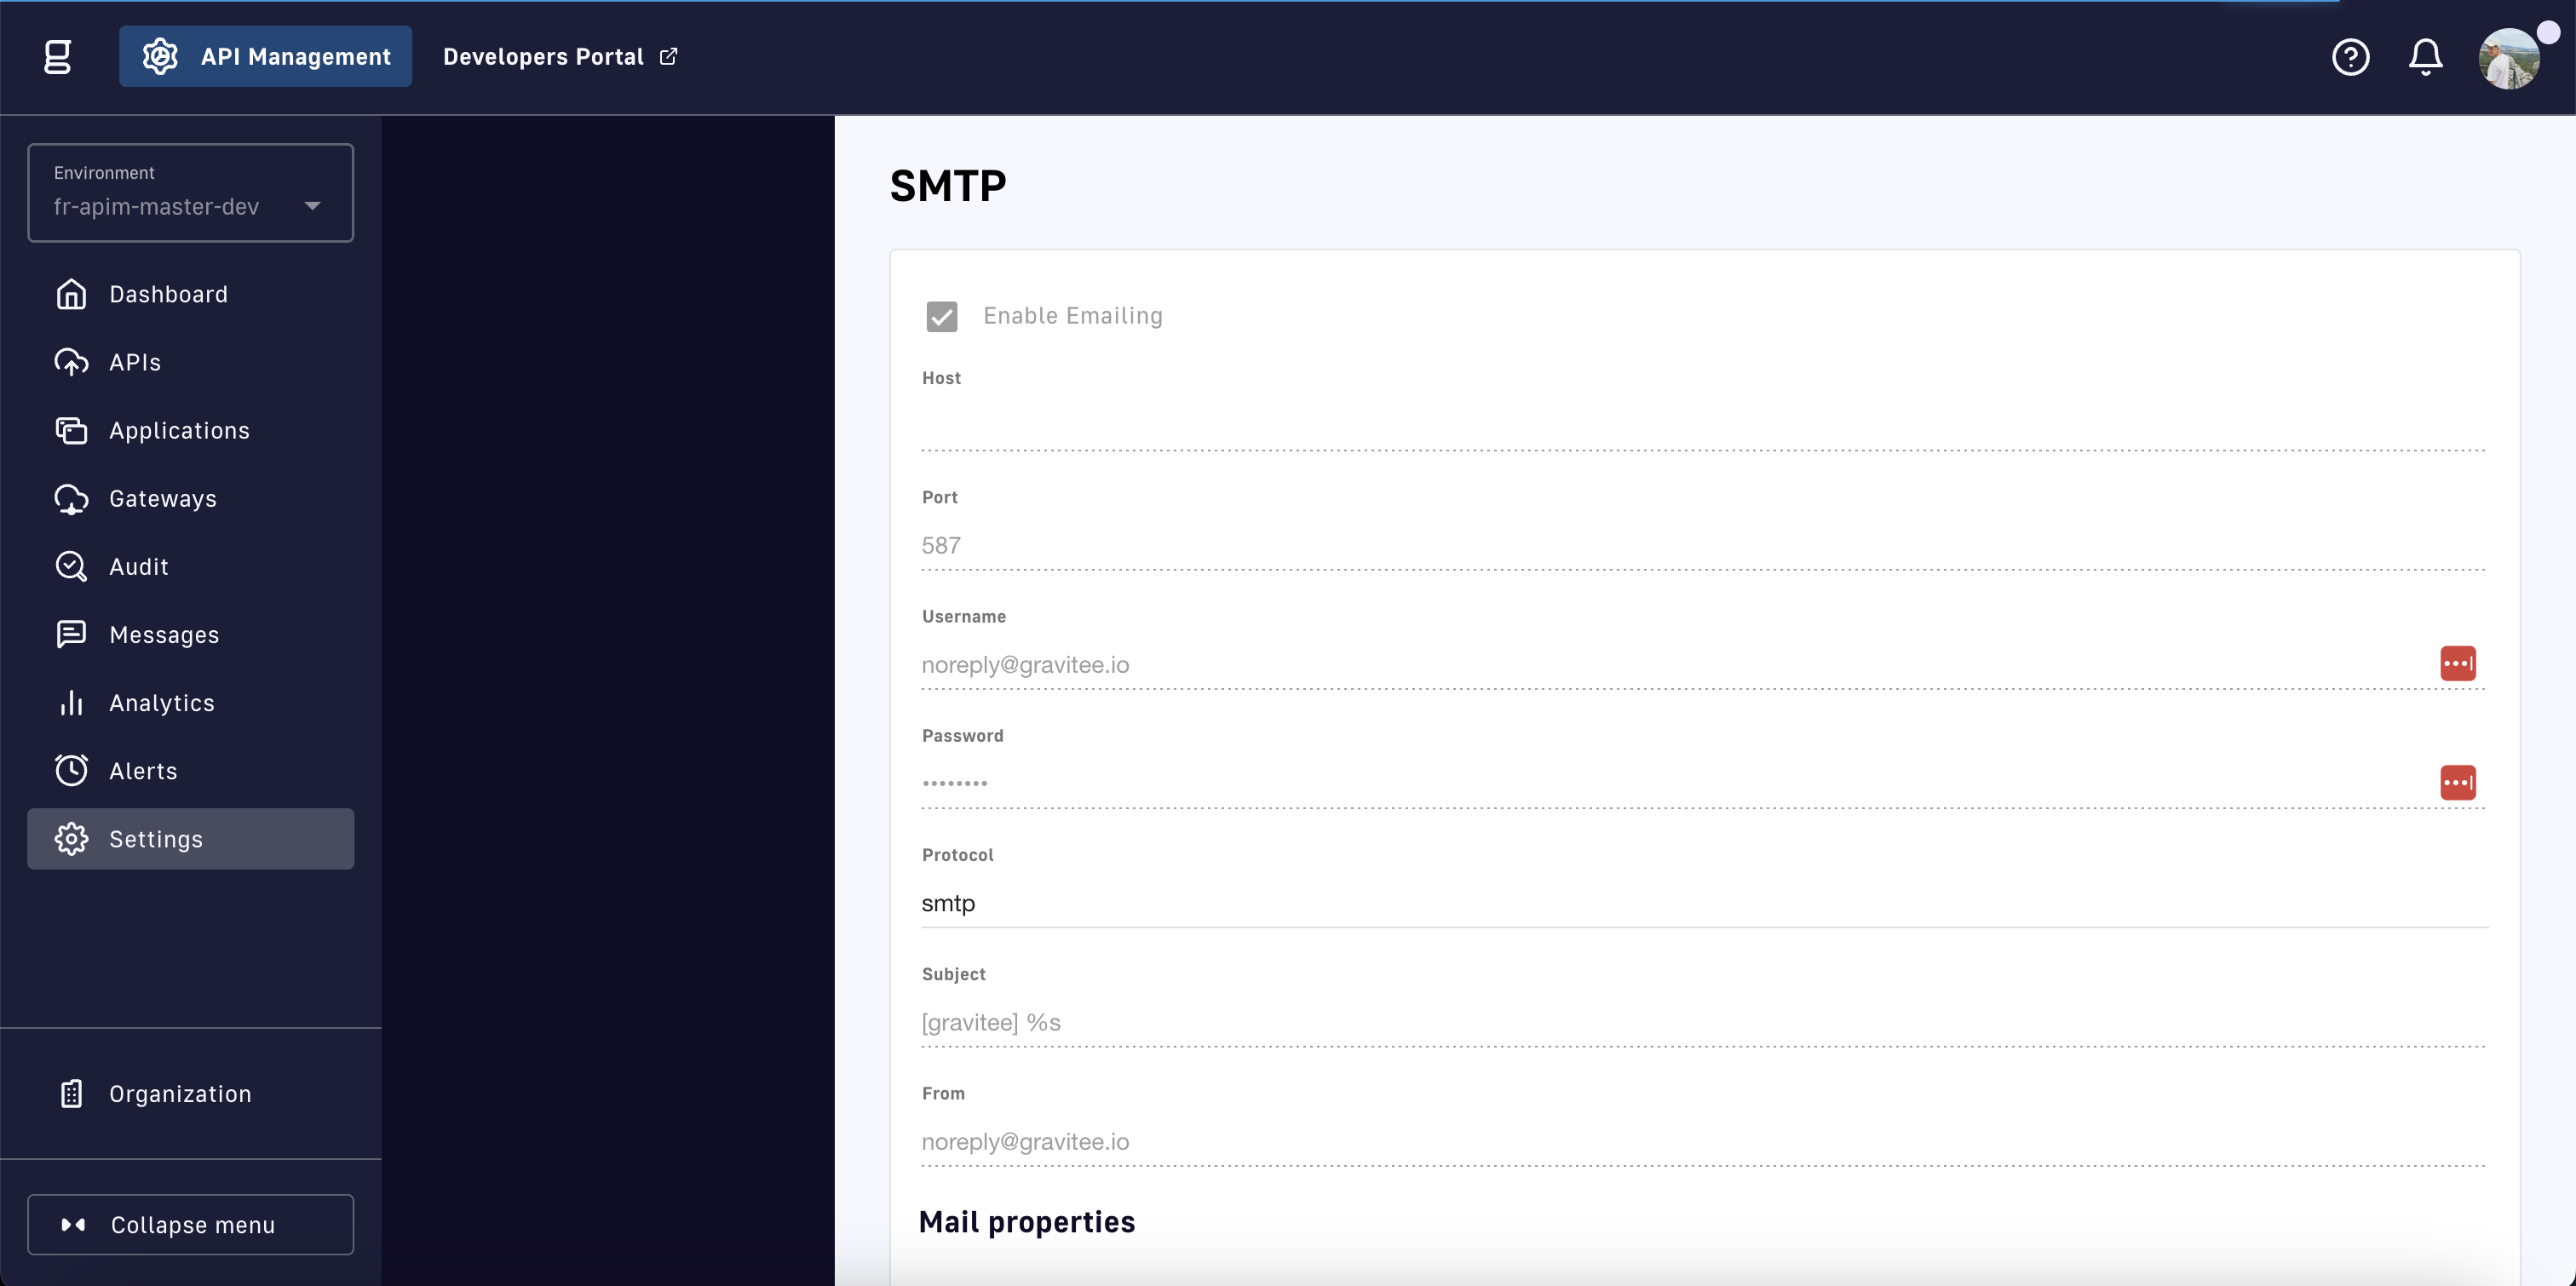 API Management
Developers Portal
Environment
fr-apim-master-dev
Dashboard
APIs
Applications
Gateways
Audit
Messages
Analytics
Alerts
Settings
Organization
Collapse menu
SMTP
Enable Emailing
Host
Port
587
Username
noreply@gravitee.io
Password
••••••••
Protocol
smtp
Subject
[gravitee] %s
From
noreply@gravitee.io
Mail properties